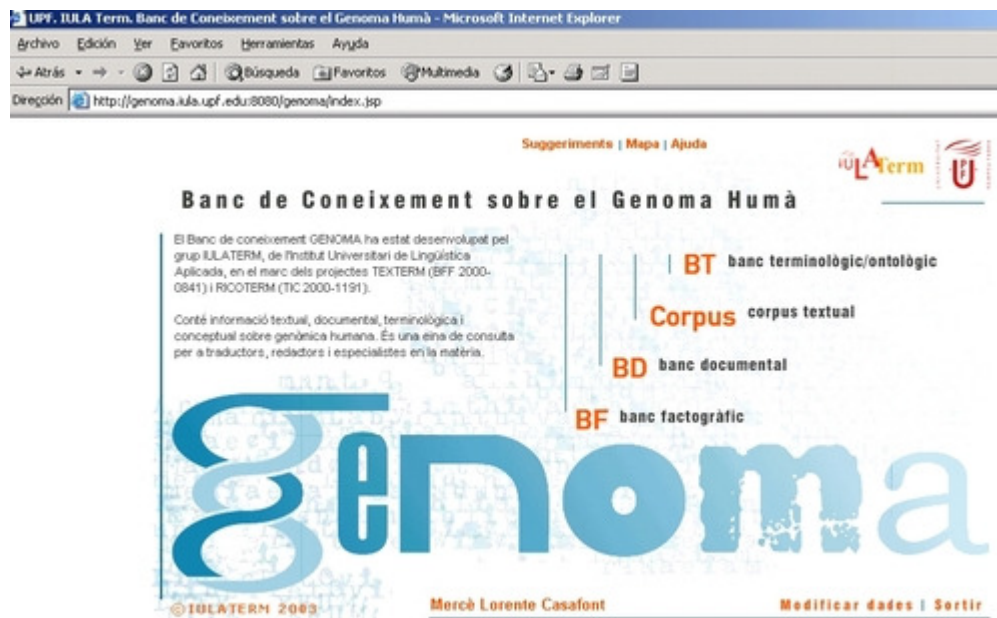 UPF. IULA Term. Banc de Coneixement sobre el Genoma Humà - Microsoft Internet Explorer
Archivo Edición Ver Favoritos Herramientas Ayuda
Atrás Búsqueda Favoritos Multimedia
Dirección http://genoma.iula.upf.edu:8080/genoma/index.jsp
Suggeriments | Mapa | Ajuda
IULATerm UPF
Banc de Coneixement sobre el Genoma Humà
El Banc de coneixement GENOMA ha estat desenvolupat pel
grup IULATERM, de l'Institut Universitari de Lingüística
Aplicada, en el marc dels projectes TEXTERM (BFF 2000-
0841) i RICOTERM (TIC 2000-1191).
Conté informació textual, documental, terminològica i
conceptual sobre genòmica humana. És una eina de consulta
per a traductors, redactors i especialistes en la matèria.
BT banc terminològic/ontològic
Corpus corpus textual
BD banc documental
BF banc factogràfic
genoma
©IULATERM 2003
Mercè Lorente Casafont
Modificar dades | Sortir